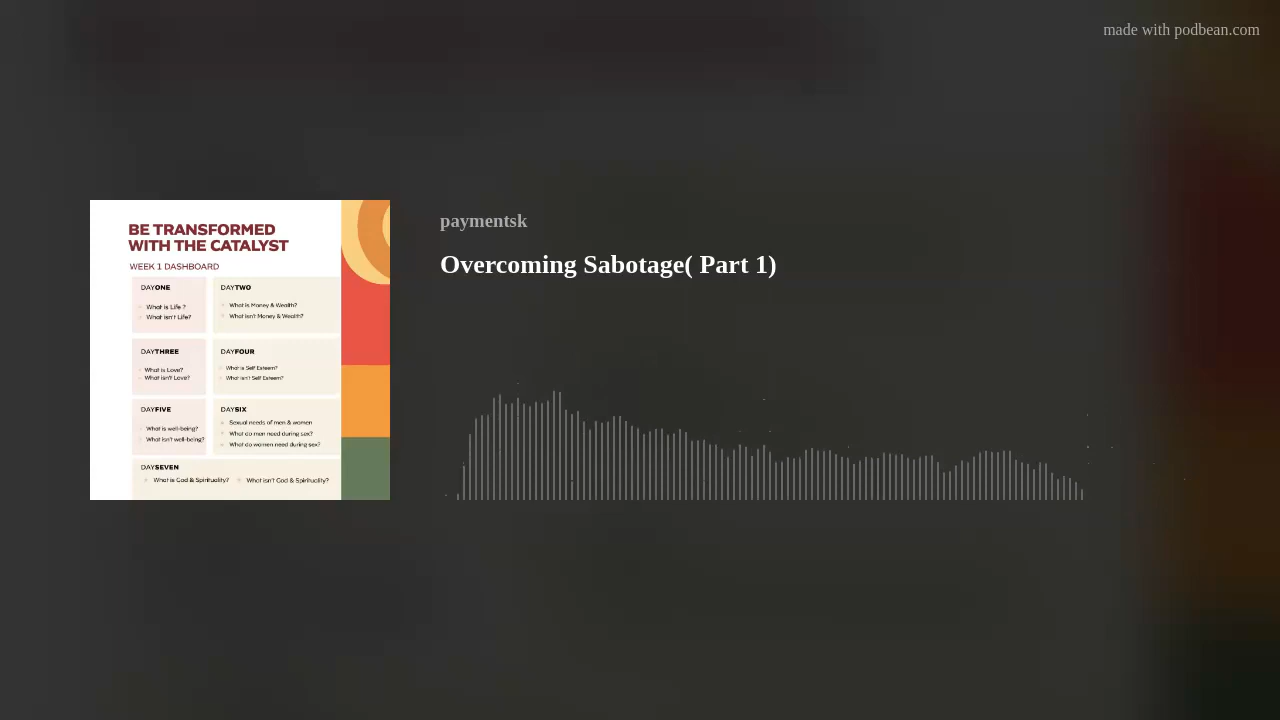 made with podbean.com
paymentsk
Overcoming Sabotage( Part 1)
BE TRANSFORMED
WITH THE CATALYST
WEEK 1 DASHBOARD
DAYONE
What is Life ?
What isn't Life?
DAYTWO
What is Money & Wealth?
What isn't Money & Wealth?
DAYTHREE
What is Love?
What isn't Love?
DAYFOUR
What is Self Esteem?
What isn't Self Esteem?
DAYFIVE
What is well-being?
What isn't well-being?
DAYSIX
Sexual needs of men & women
What do men need during sex?
What do women need during sex?
DAYSEVEN
What is God & Spirituality?
What isn't God & Spirituality?